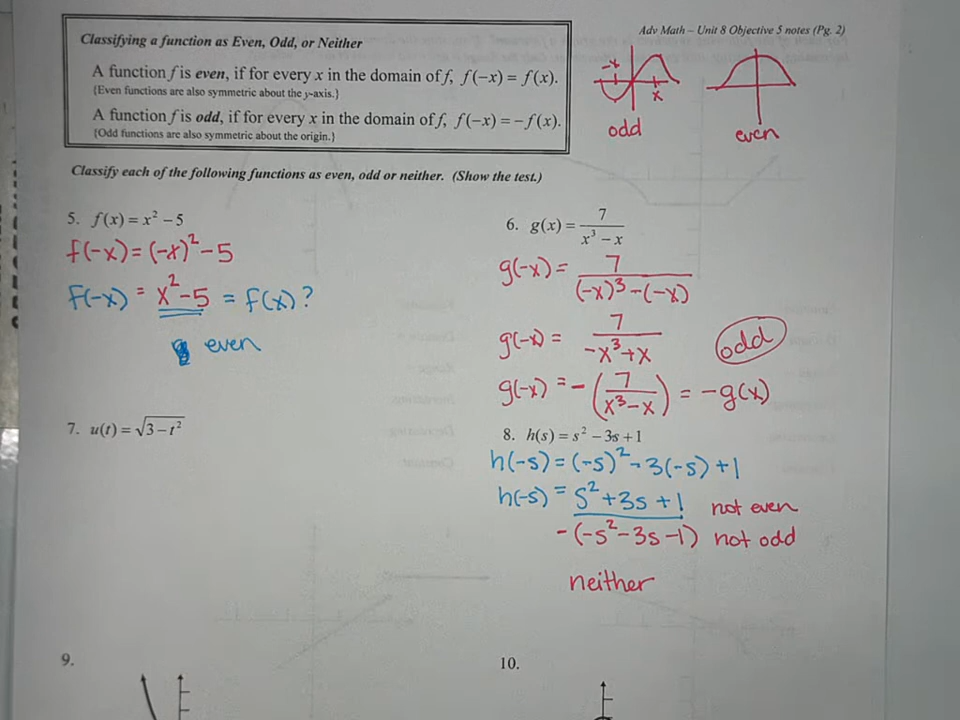 Adv Math – Unit 8 Objective 5 notes (Pg. 2)
Classifying a function as Even, Odd, or Neither
A function f is even, if for every x in the domain of f, f(−x) = f(x).
{Even functions are also symmetric about the y-axis.}
A function f is odd, if for every x in the domain of f, f(−x) = −f(x).
{Odd functions are also symmetric about the origin.}
-x
x
odd
even
Classify each of the following functions as even, odd or neither. (Show the test.)
5. f(x) = x² − 5
f(-x) = (-x)² - 5
f(-x) = x² - 5 = f(x)?
even
6. g(x) = 7/(x³ − x)
g(-x) = 7/((-x)³ - (-x))
g(-x) = 7/(-x³ + x)
odd
g(-x) = -(7/(x³ - x)) = -g(x)
7. u(t) = √(3 − t²)
8. h(s) = s² − 3s + 1
h(-s) = (-s)² - 3(-s) + 1
h(-s) = s² + 3s + 1 not even
-(-s² - 3s - 1) not odd
neither
9.
10.